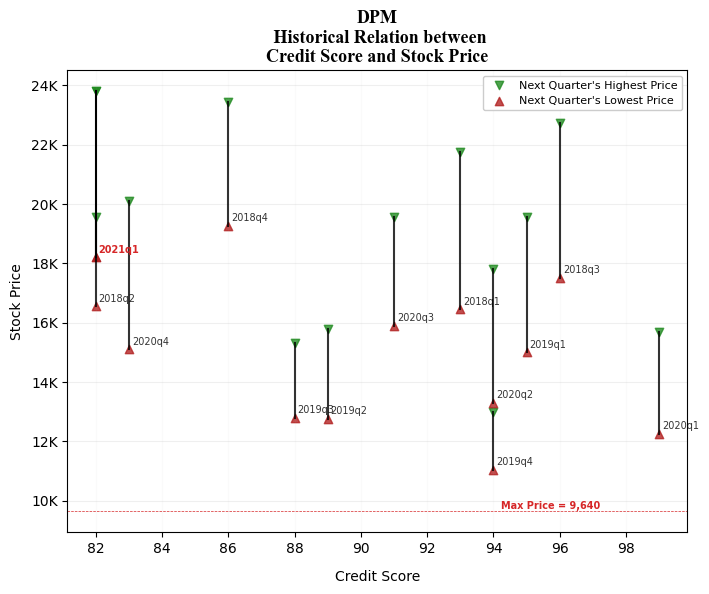 DPM
Historical Relation between
Credit Score and Stock Price
Next Quarter's Highest Price
Next Quarter's Lowest Price
24K
22K
20K
18K
16K
14K
12K
10K
Stock Price
2018q4
2021q1
2018q3
2018q2
2018q1
2020q3
2020q4
2019q1
2020q2
2019q3
2019q2
2020q1
2019q4
Max Price = 9,640
82
84
86
88
90
92
94
96
98
Credit Score